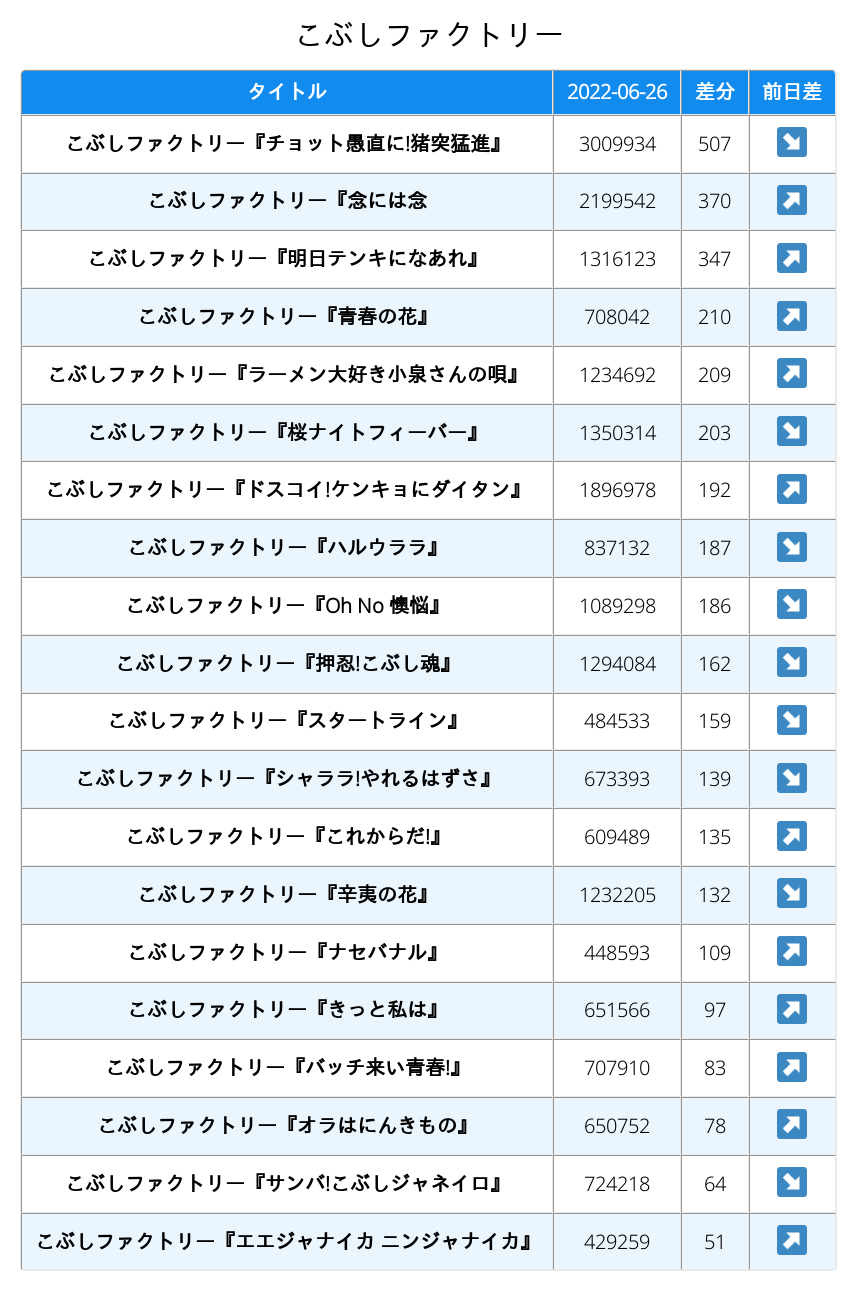 こぶしファクトリー
タイトル 2022-06-26 差分 前日差
こぶしファクトリー『チョット愚直に!猪突猛進』 3009934 507 ↘
こぶしファクトリー『念には念 2199542 370 ↗
こぶしファクトリー『明日テンキになあれ』 1316123 347 ↗
こぶしファクトリー『青春の花』 708042 210 ↗
こぶしファクトリー『ラーメン大好き小泉さんの唄』 1234692 209 ↗
こぶしファクトリー『桜ナイトフィーバー』 1350314 203 ↘
こぶしファクトリー『ドスコイ!ケンキョにダイタン』 1896978 192 ↗
こぶしファクトリー『ハルウララ』 837132 187 ↘
こぶしファクトリー『Oh No 懊悩』 1089298 186 ↘
こぶしファクトリー『押忍!こぶし魂』 1294084 162 ↘
こぶしファクトリー『スタートライン』 484533 159 ↘
こぶしファクトリー『シャララ!やれるはずさ』 673393 139 ↘
こぶしファクトリー『これからだ!』 609489 135 ↗
こぶしファクトリー『辛夷の花』 1232205 132 ↘
こぶしファクトリー『ナセバナル』 448593 109 ↗
こぶしファクトリー『きっと私は』 651566 97 ↗
こぶしファクトリー『バッチ来い青春!』 707910 83 ↗
こぶしファクトリー『オラはにんきもの』 650752 78 ↗
こぶしファクトリー『サンバ!こぶしジャネイロ』 724218 64 ↘
こぶしファクトリー『エエジャナイカ ニンジャナイカ』 429259 51 ↗